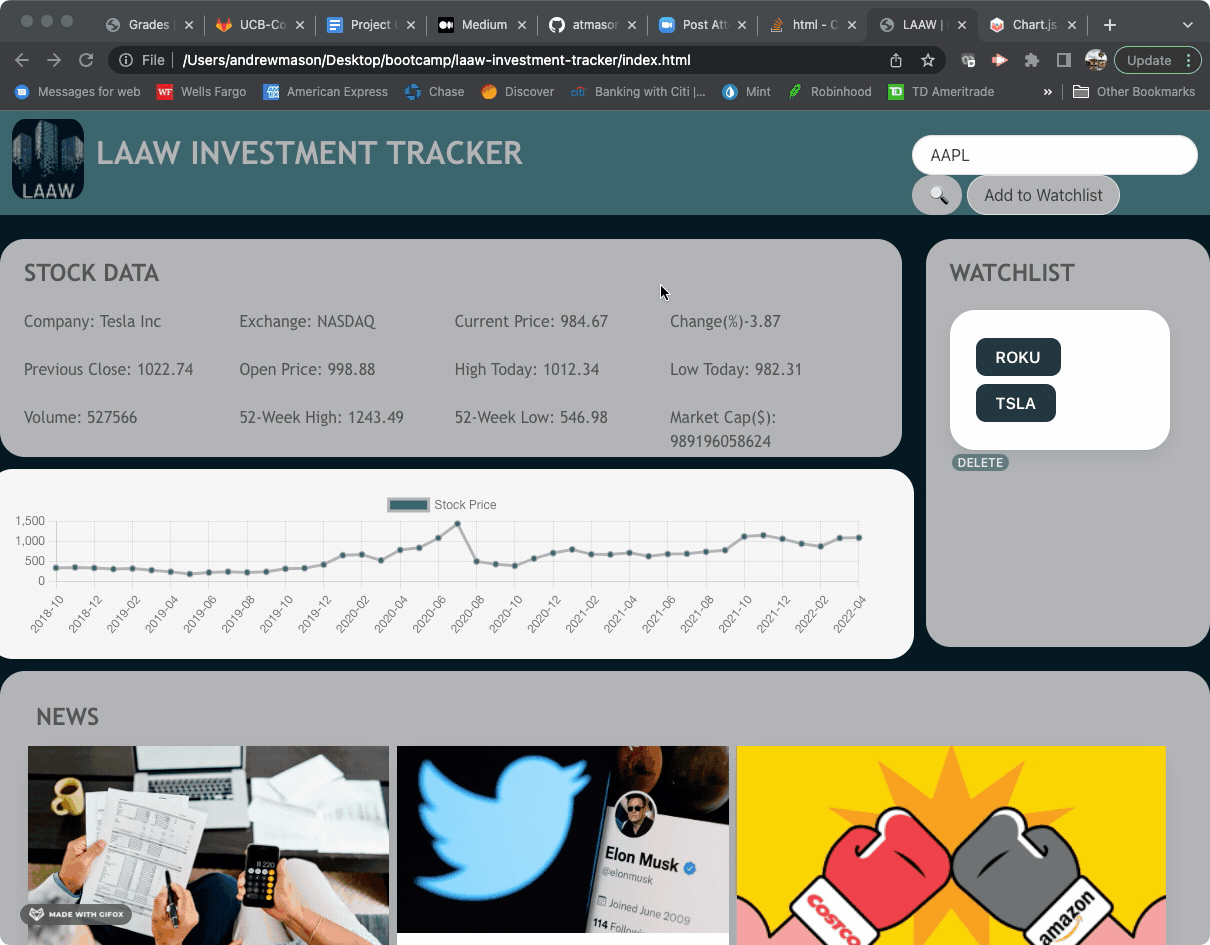 Grades
UCB-Co
Project
Medium
atmaso
Post Att
html - C
LAAW |
Chart.js
File
/Users/andrewmason/Desktop/bootcamp/laaw-investment-tracker/index.html
Update
Messages for web
WF
Wells Fargo
American Express
Chase
Discover
citi
Banking with Citi |...
Mint
Robinhood
TD
TD Ameritrade
»
Other Bookmarks
LAAW
LAAW INVESTMENT TRACKER
AAPL
Add to Watchlist
STOCK DATA
Company: Tesla Inc
Exchange: NASDAQ
Current Price: 984.67
Change(%)-3.87
Previous Close: 1022.74
Open Price: 998.88
High Today: 1012.34
Low Today: 982.31
Volume: 527566
52-Week High: 1243.49
52-Week Low: 546.98
Market Cap($):
989196058624
WATCHLIST
ROKU
TSLA
DELETE
Stock Price
1,500
1,000
500
0
2018-10
2018-12
2019-02
2019-04
2019-06
2019-08
2019-10
2019-12
2020-02
2020-04
2020-06
2020-08
2020-10
2020-12
2021-02
2021-04
2021-06
2021-08
2021-10
2021-12
2022-02
2022-04
NEWS
8 220
MADE WITH GIFOX
Elon Musk
@elonmusk
Joined June 2009
114 Followi
COSTCO
amazon